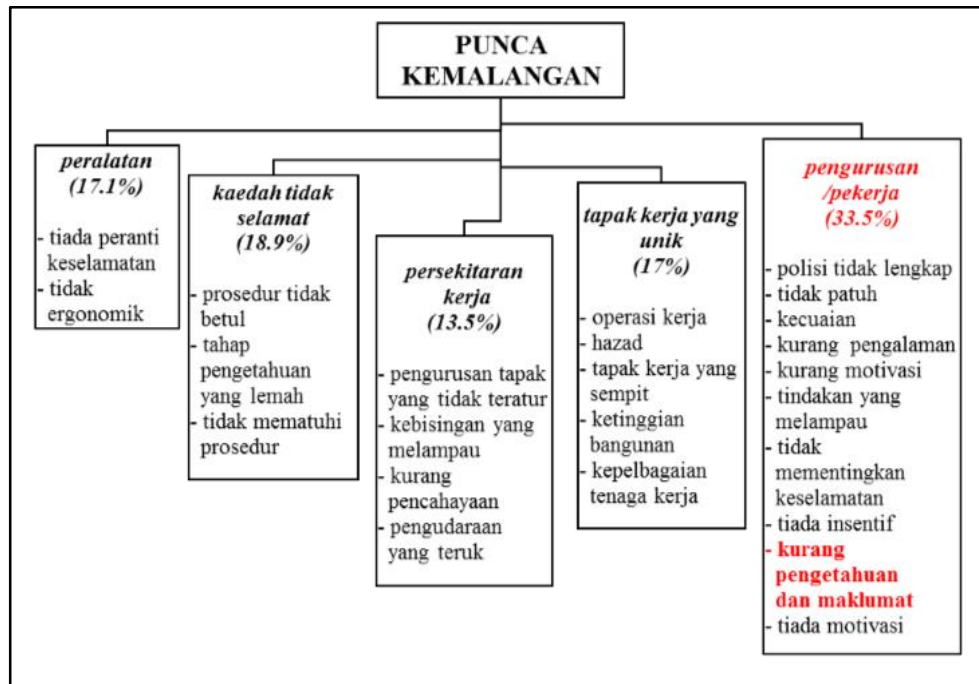 PUNCA
KEMALANGAN
peralatan
(17.1%)
- tiada peranti
keselamatan
- tidak
ergonomik
kaedah tidak
selamat
(18.9%)
- prosedur tidak
betul
- tahap
pengetahuan
yang lemah
- tidak mematuhi
prosedur
persekitaran
kerja
(13.5%)
- pengurusan tapak
yang tidak teratur
- kebisingan yang
melampau
- kurang
pencahayaan
- pengudaraan
yang teruk
tapak kerja yang
unik
(17%)
- operasi kerja
- hazad
- tapak kerja yang
sempit
- ketinggian
bangunan
- kepelbagaian
tenaga kerja
pengurusan
/pekerja
(33.5%)
- polisi tidak lengkap
- tidak patuh
- kecuaian
- kurang pengalaman
- kurang motivasi
- tindakan yang
melampau
- tidak
mementingkan
keselamatan
- tiada insentif
- kurang
pengetahuan
dan maklumat
- tiada motivasi